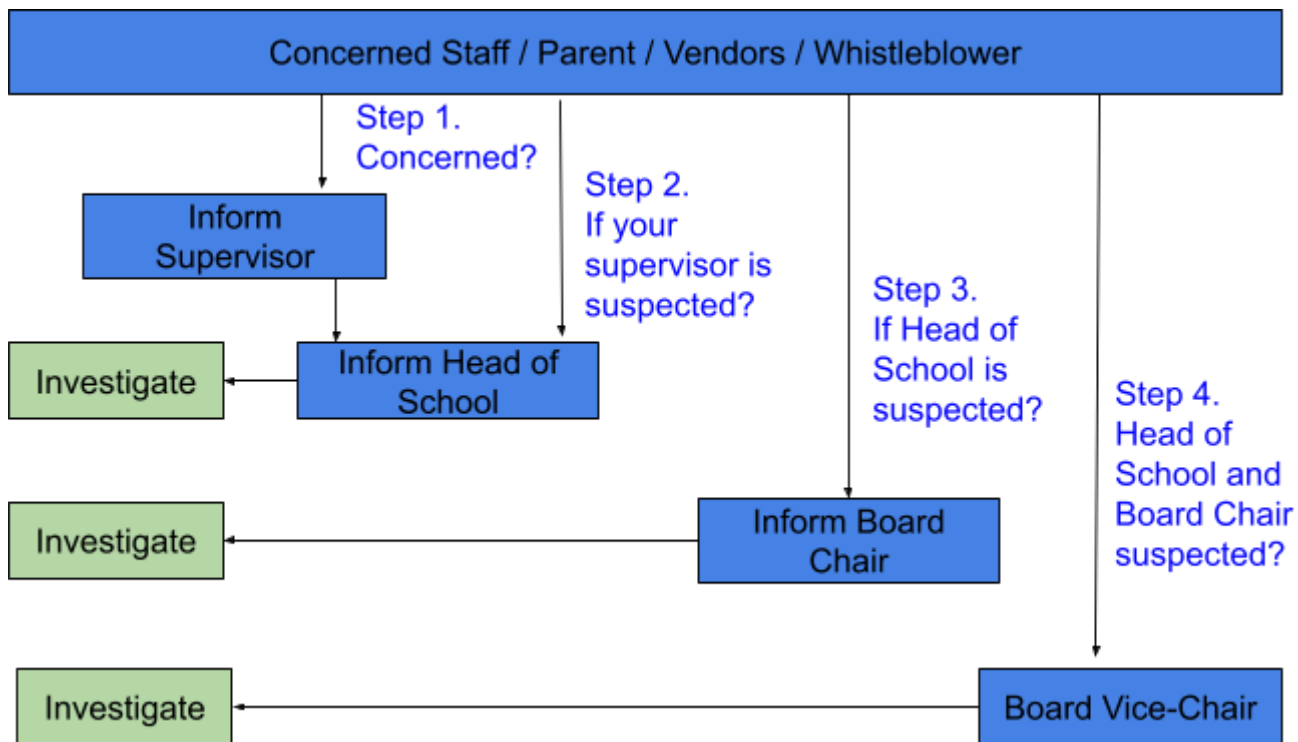 Concerned Staff / Parent / Vendors / Whistleblower
Step 1.
Concerned?
Inform
Supervisor
Step 2.
If your
supervisor is
suspected?
Inform Head of
School
Investigate
Step 3.
If Head of
School is
suspected?
Inform Board
Chair
Investigate
Step 4.
Head of
School and
Board Chair
suspected?
Board Vice-Chair
Investigate